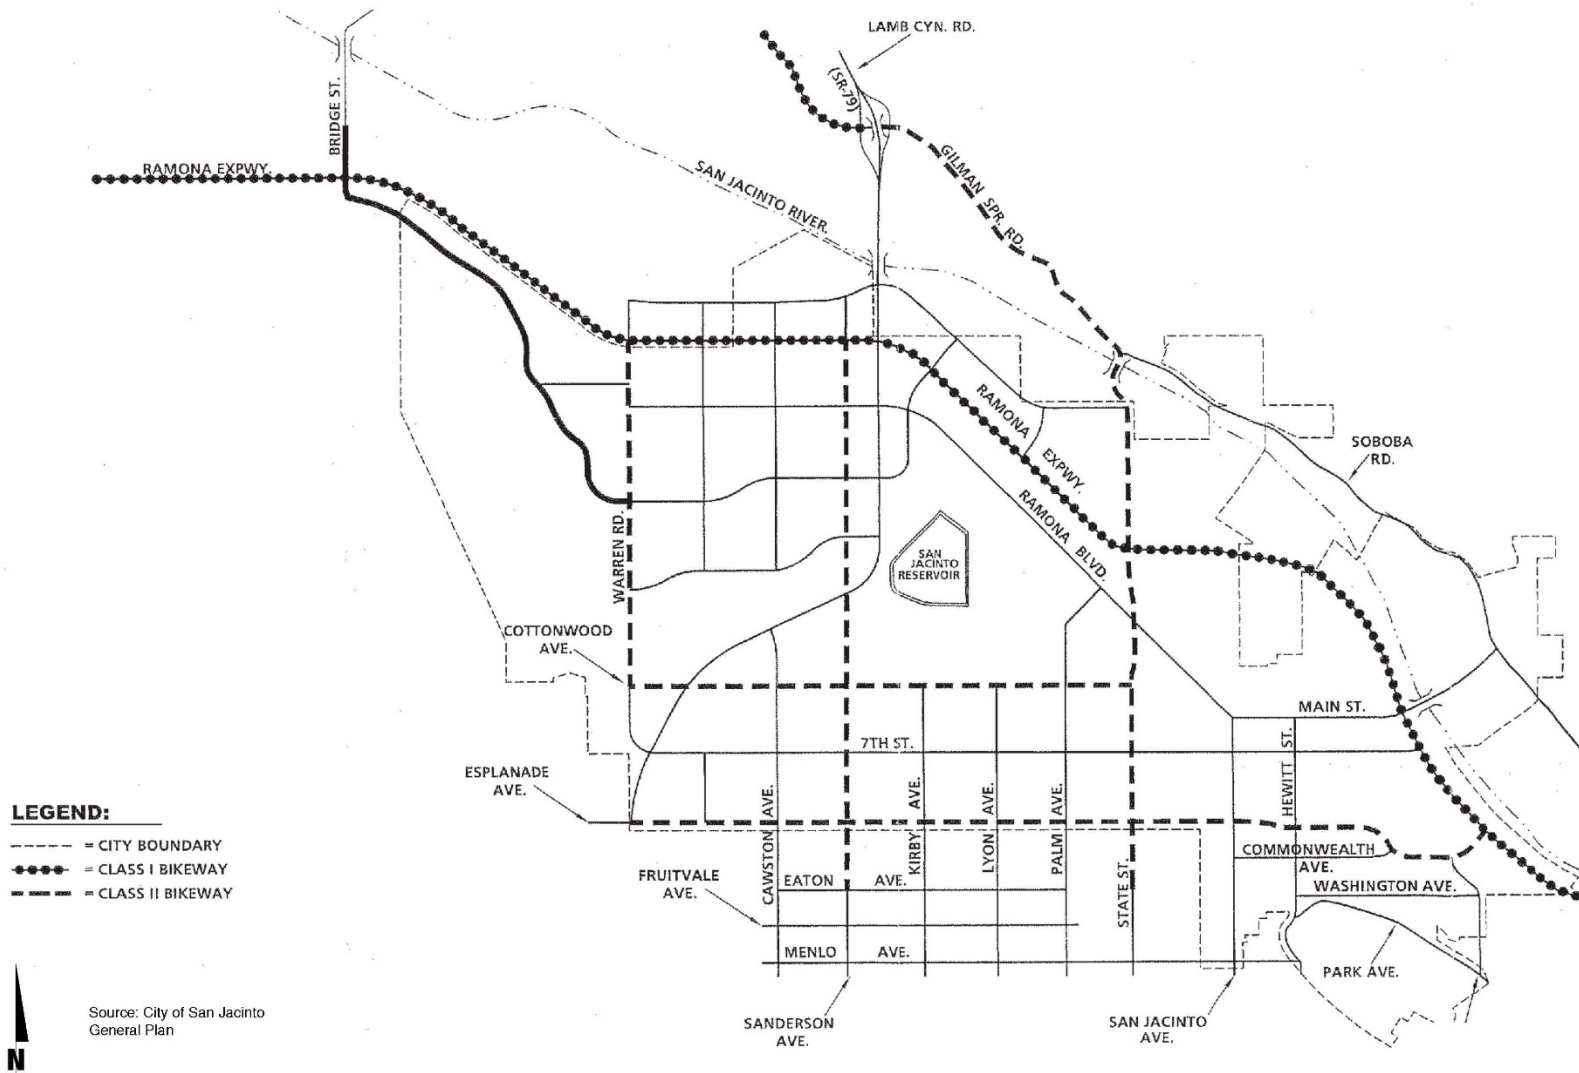 LAMB CYN. RD.
(SR-79)
BRIDGE ST.
RAMONA EXPWY.
GILMAN SPR. RD.
SAN JACINTO RIVER.
RAMONA EXPWY.
SOBOBA
RD.
RAMONA BLVD.
SAN
JACINTO
RESERVOIR
WARREN RD.
COTTONWOOD
AVE.
MAIN ST.
7TH ST.
HEWITT ST.
ESPLANADE
AVE.
CAWSTON AVE.
KIRBY AVE.
LYON AVE.
PALM AVE.
STATE ST.
COMMONWEALTH
AVE.
FRUITVALE
AVE.
EATON AVE.
WASHINGTON AVE.
MENLO AVE.
PARK AVE.
SANDERSON
AVE.
SAN JACINTO
AVE.
LEGEND:
= CITY BOUNDARY
= CLASS I BIKEWAY
= CLASS II BIKEWAY
N
Source: City of San Jacinto
General Plan